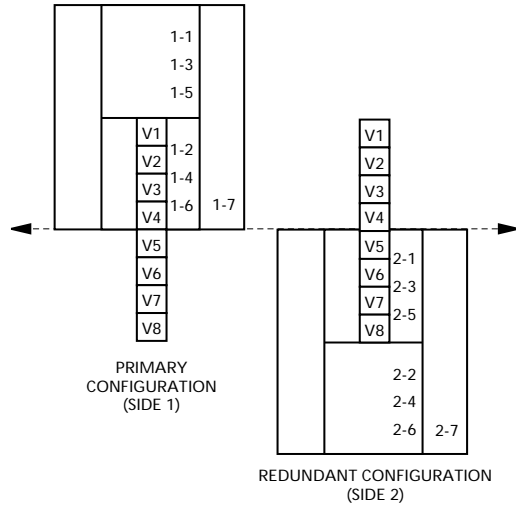 1-1
1-3
1-5
V1
V2
V3
V4
V5
V6
V7
V8
1-2
1-4
1-6
1-7
PRIMARY
CONFIGURATION
(SIDE 1)
V1
V2
V3
V4
V5
V6
V7
V8
2-1
2-3
2-5
2-2
2-4
2-6
2-7
REDUNDANT CONFIGURATION
(SIDE 2)